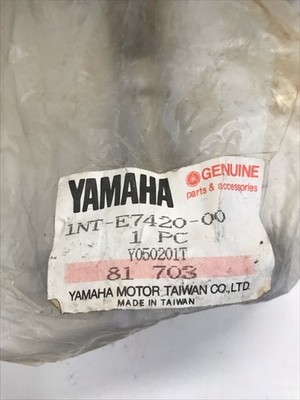 YAMAHA
GENUINE
parts & accessories
1NT-E7420-00
1 PC
Y050201T
81 703
YAMAHA MOTOR TAIWAN CO.,LTD.
MADE IN TAIWAN